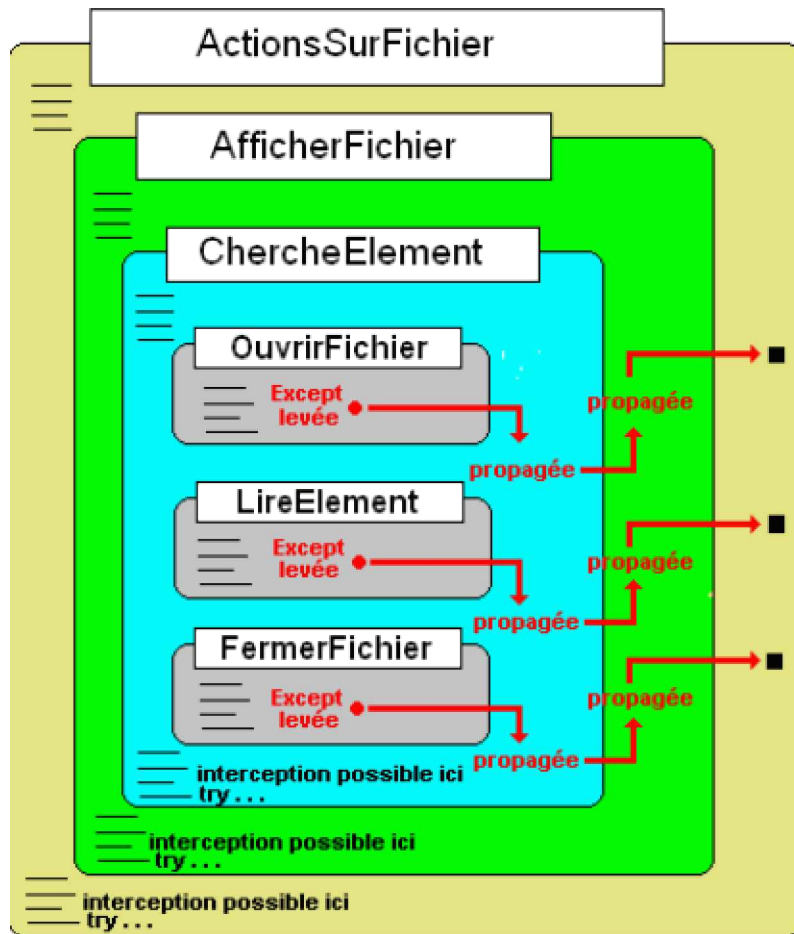 ActionsSurFichier
AfficherFichier
ChercheElement
OuvrirFichier
Except
levée
propagée
propagée
LireElement
Except
levée
propagée
propagée
FermerFichier
Except
levée
propagée
propagée
interception possible ici
try . . .
interception possible ici
try . . .
interception possible ici
try . . .